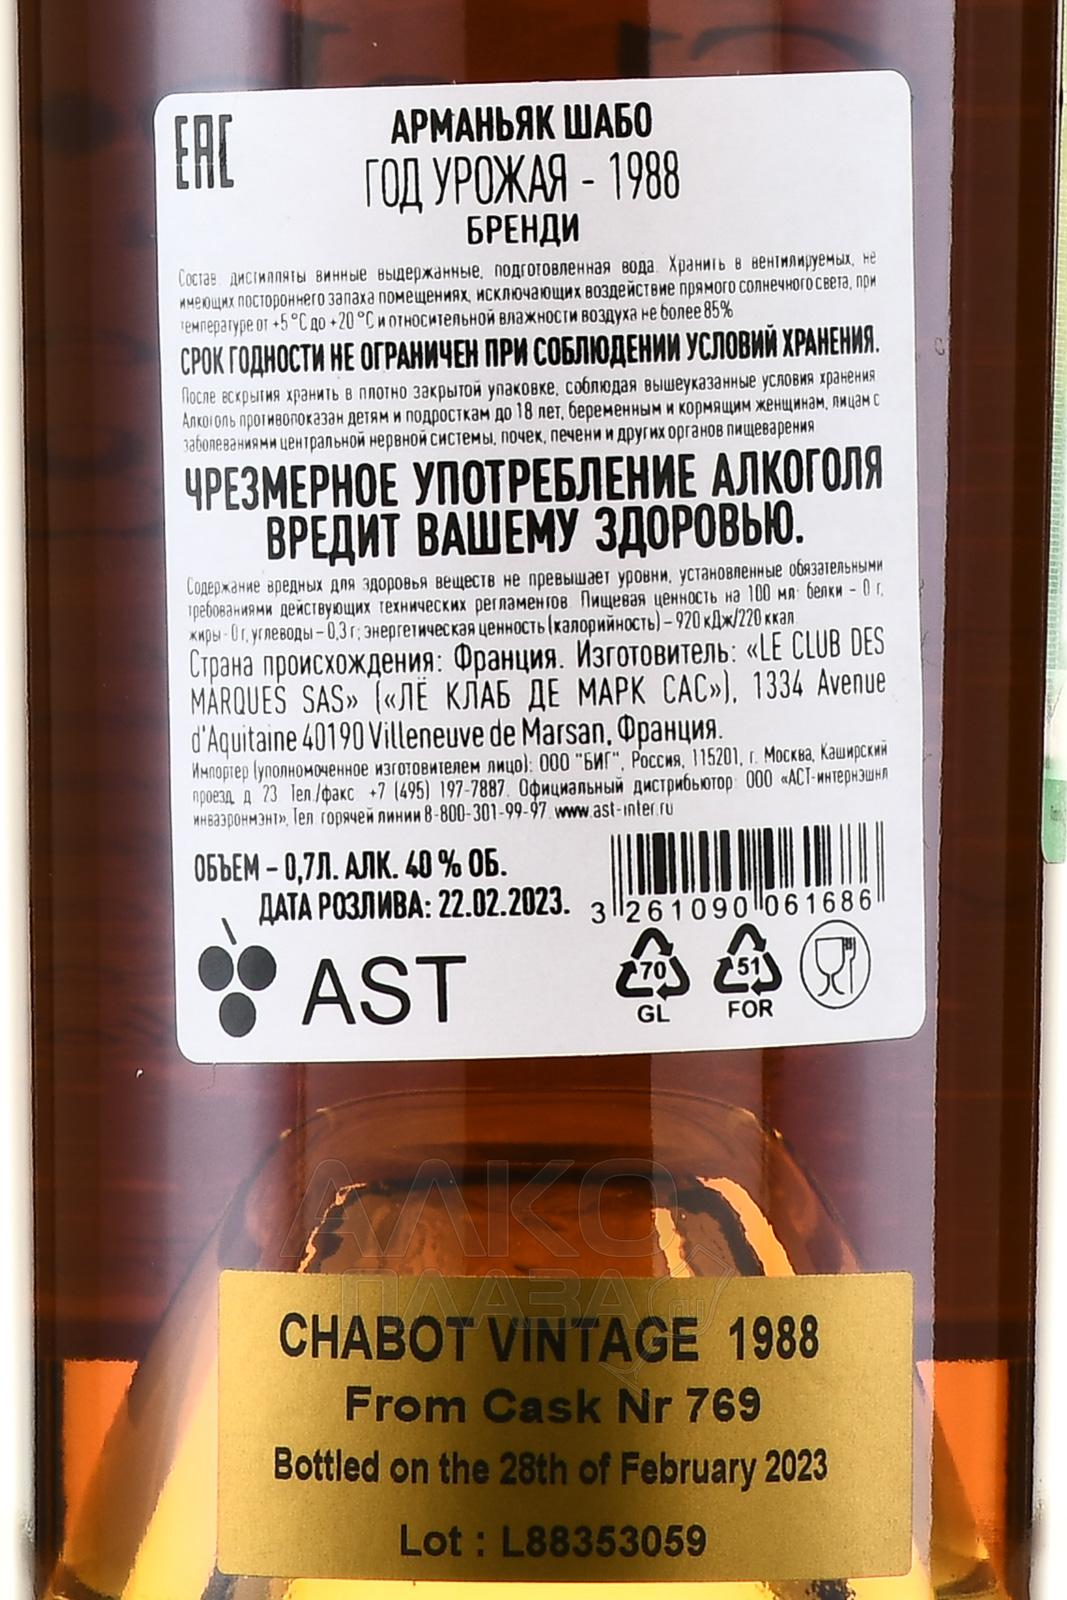 EAC
АРМАНЬЯК ШАБО
ГОД УРОЖАЯ - 1988
БРЕНДИ
Состав: дистилляты винные выдержанные, подготовленная вода. Хранить в вентилируемых, не
имеющих постороннего запаха помещениях, исключающих воздействие прямого солнечного света, при
температуре от +5 °С до +20 °С и относительной влажности воздуха не более 85%
СРОК ГОДНОСТИ НЕ ОГРАНИЧЕН ПРИ СОБЛЮДЕНИИ УСЛОВИЙ ХРАНЕНИЯ.
После вскрытия хранить в плотно закрытой упаковке, соблюдая вышеуказанные условия хранения
Алкоголь противопоказан детям и подросткам до 18 лет, беременным и кормящим женщинам, лицам с
заболеваниями центральной нервной системы, почек, печени и других органов пищеварения
ЧРЕЗМЕРНОЕ УПОТРЕБЛЕНИЕ АЛКОГОЛЯ
ВРЕДИТ ВАШЕМУ ЗДОРОВЬЮ.
Содержание вредных для здоровья веществ не превышает уровни, установленные обязательными
требованиями действующих технических регламентов. Пищевая ценность на 100 мл: белки – 0 г,
жиры - 0 г, углеводы – 0,3 г; энергетическая ценность (калорийность) – 920 кДж/220 ккал
Страна происхождения: Франция. Изготовитель: «LE CLUB DES
MARQUES SAS» («ЛЁ КЛАБ ДЕ МАРК САС»), 1334 Avenue
d'Aquitaine 40190 Villeneuve de Marsan, Франция.
Импортер (уполномоченное изготовителем лицо): ООО "БИГ", Россия, 115201, г. Москва, Каширский
проезд, д. 23 Тел./факс +7 (495) 197-7887. Официальный дистрибьютор: ООО «АСТ-интернэшнл
инваэронмэнт», Тел. горячей линии 8-800-301-99-97 www.ast-inter.ru
ОБЪЕМ – 0,7Л. АЛК. 40 % ОБ.
ДАТА РОЗЛИВА: 22.02.2023.
3 261090 061686
AST
70
GL
51
FOR
АЛКО
ПЛАЗА.ru
CHABOT VINTAGE 1988
From Cask Nr 769
Bottled on the 28th of February 2023
Lot : L88353059